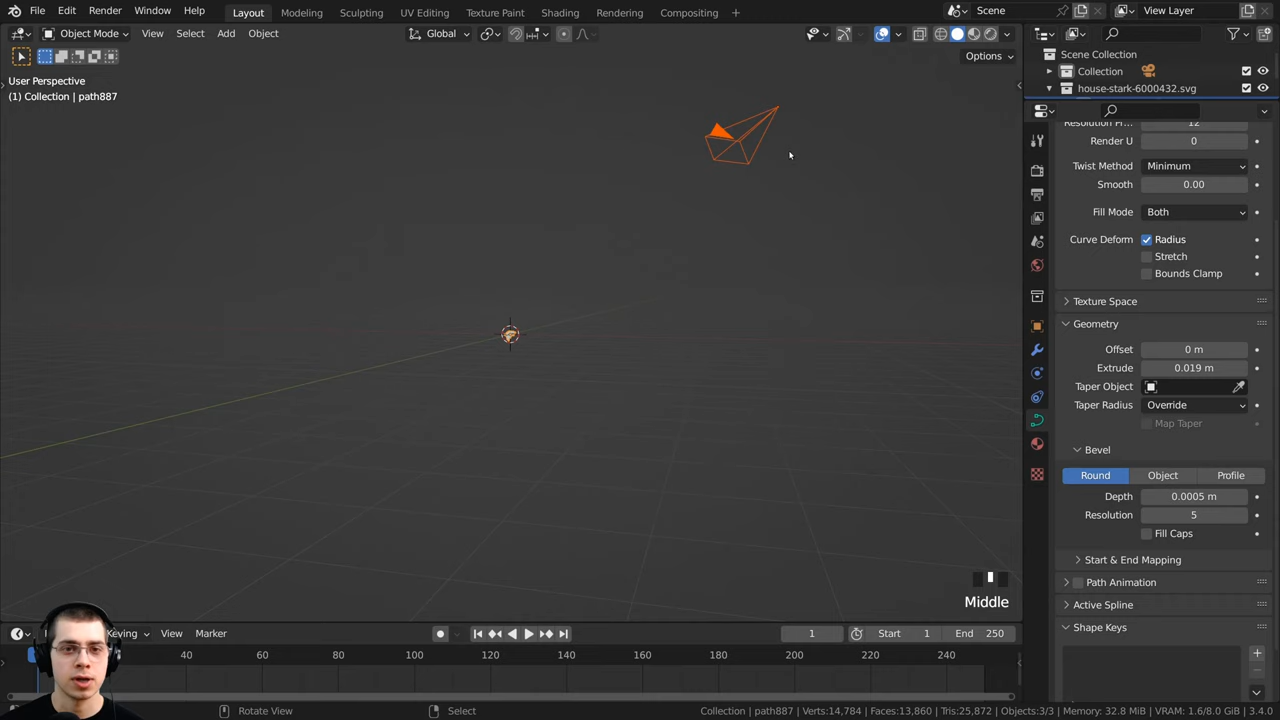 File Edit Render Window Help
Layout Modeling Sculpting UV Editing Texture Paint Shading Rendering Compositing +
Scene
View Layer
Object Mode View Select Add Object
Global
Options
User Perspective
(1) Collection | path887
Scene Collection
Collection
house-stark-6000432.svg
Render U 0
Twist Method Minimum
Smooth 0.00
Fill Mode Both
Curve Deform Radius
Stretch
Bounds Clamp
Texture Space
Geometry
Offset 0 m
Extrude 0.019 m
Taper Object
Taper Radius Override
Map Taper
Bevel
Round Object Profile
Depth 0.0005 m
Resolution 5
Fill Caps
Start & End Mapping
Path Animation
Active Spline
Shape Keys
Middle
View Marker
1 Start 1 End 250
40 60 80 100 120 140 160 180 200 220 240
Rotate View
Select
Collection | path887 | Verts:14,784 | Faces:13,860 | Tris:25,872 | Objects:3/3 | Memory: 32.8 MiB | VRAM: 1.6/8.0 GiB | 3.4.0